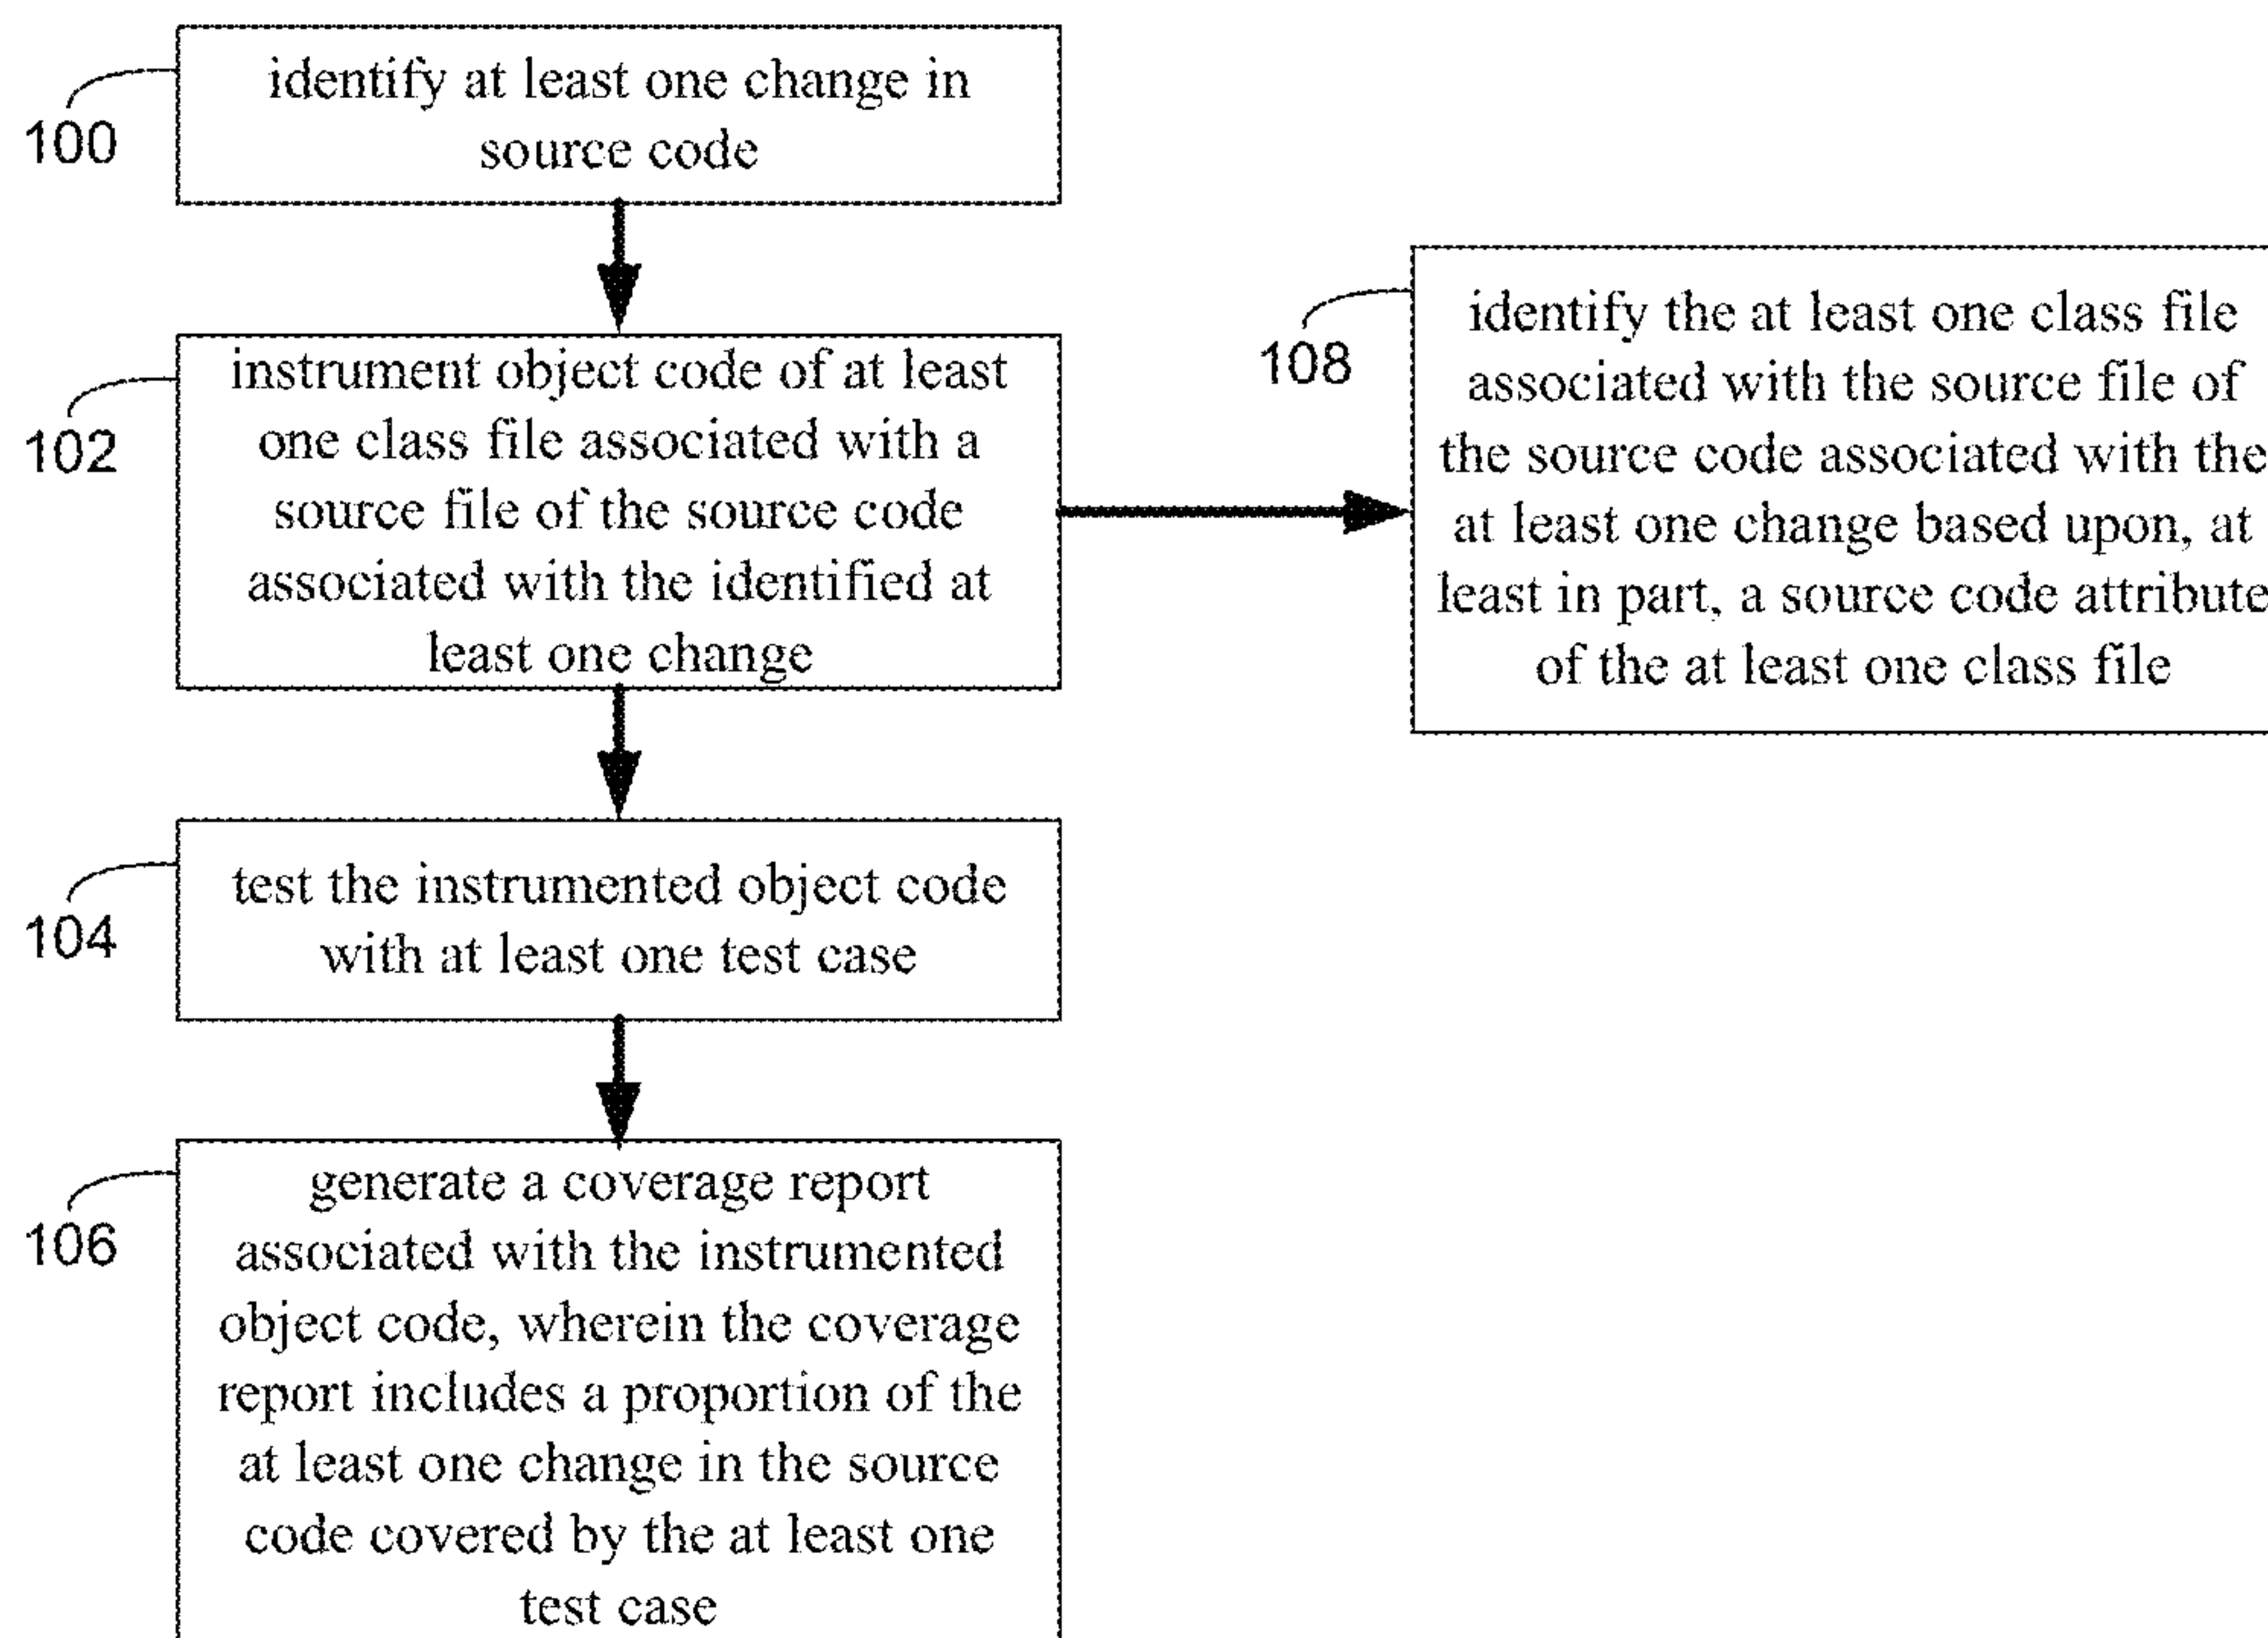 100
identify at least one change in
source code
102
instrument object code of at least
one class file associated with a
source file of the source code
associated with the identified at
least one change
108
identify the at least one class file
associated with the source file of
the source code associated with the
at least one change based upon, at
least in part, a source code attribute
of the at least one class file
104
test the instrumented object code
with at least one test case
106
generate a coverage report
associated with the instrumented
object code, wherein the coverage
report includes a proportion of the
at least one change in the source
code covered by the at least one
test case